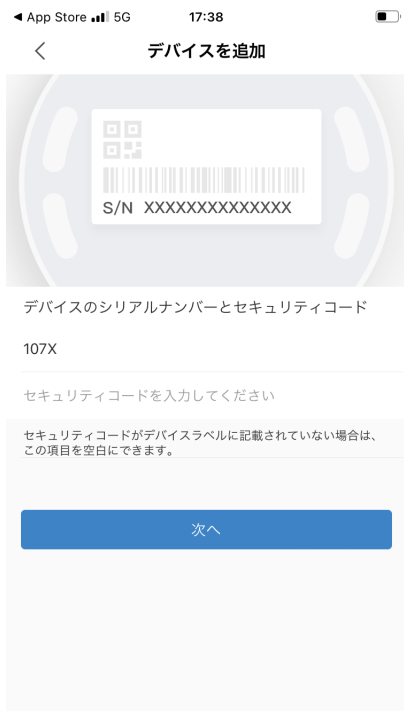 ◀ App Store 5G 17:38
デバイスを追加
S/N XXXXXXXXXXXXXX
デバイスのシリアルナンバーとセキュリティコード
107X
セキュリティコードを入力してください
セキュリティコードがデバイスラベルに記載されていない場合は、
この項目を空白にできます。
次へ